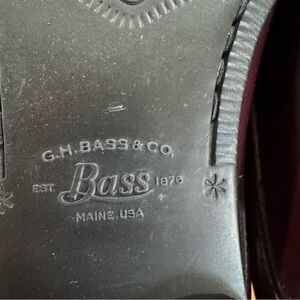 G.H. BASS & CO.
EST. Bass 1876
MAINE, USA